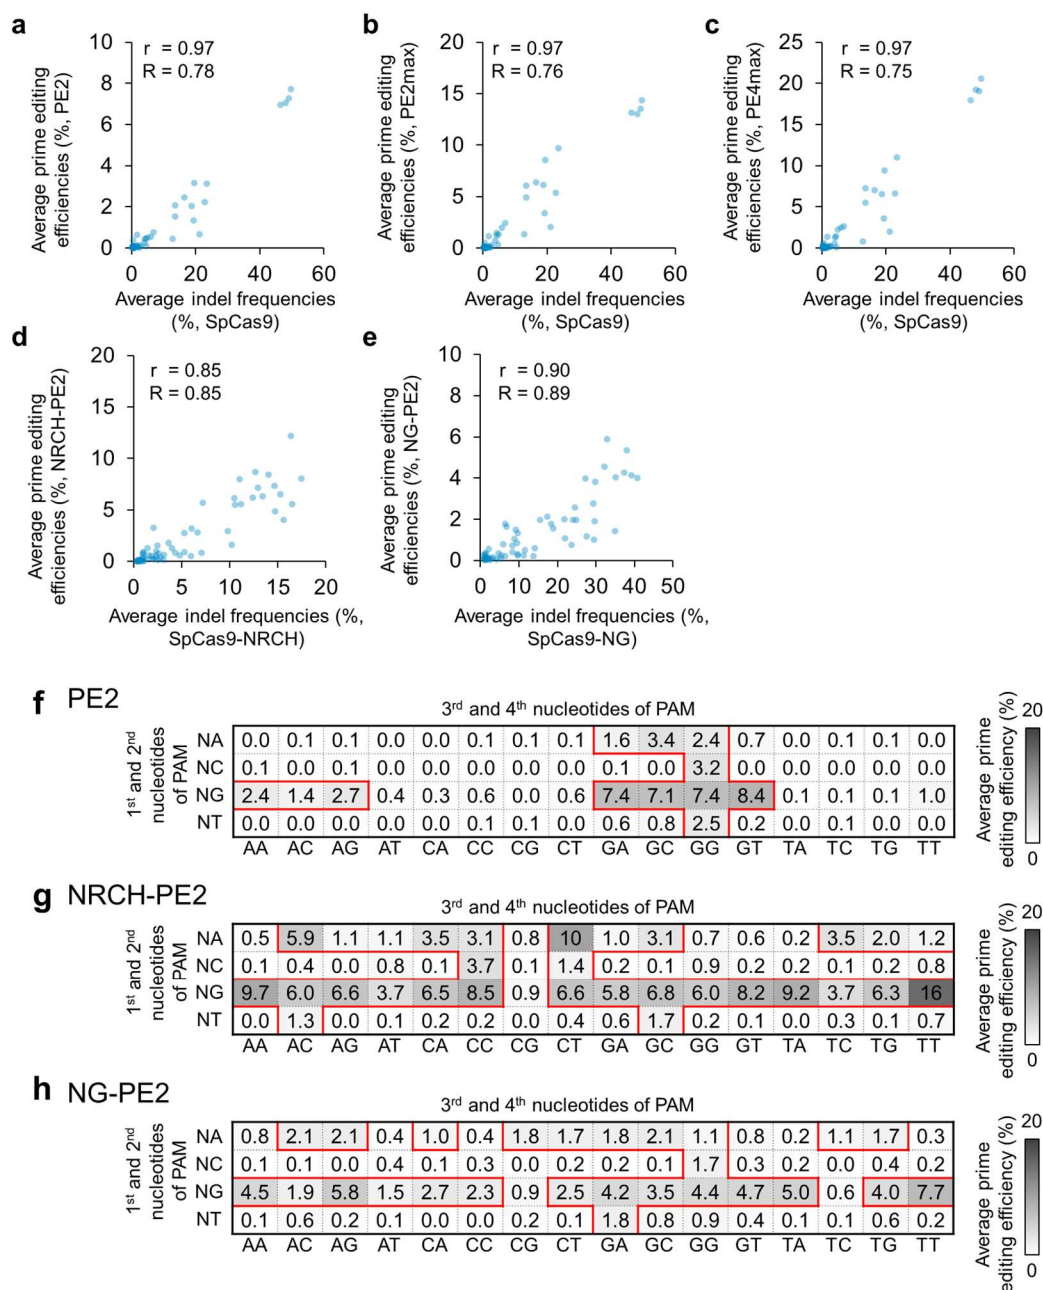 a
r = 0.97
R = 0.78
Average prime editing
efficiencies (%, PE2)
10
8
6
4
2
0
0 20 40 60
Average indel frequencies
(%, SpCas9)
b
r = 0.97
R = 0.76
Average prime editing
efficiencies (%, PE2max)
20
15
10
5
0
0 20 40 60
Average indel frequencies
(%, SpCas9)
c
r = 0.97
R = 0.75
Average prime editing
efficiencies (%, PE4max)
25
20
15
10
5
0
0 20 40 60
Average indel frequencies
(%, SpCas9)
d
r = 0.85
R = 0.85
Average prime editing
efficiencies (%, NRCH-PE2)
20
15
10
5
0
0 5 10 15 20
Average indel frequencies (%,
SpCas9-NRCH)
e
r = 0.90
R = 0.89
Average prime editing
efficiencies (%, NG-PE2)
10
8
6
4
2
0
0 10 20 30 40 50
Average indel frequencies (%,
SpCas9-NG)
f PE2
3rd and 4th nucleotides of PAM
1st and 2nd
nucleotides
of PAM
NA 0.0 0.1 0.1 0.0 0.0 0.1 0.1 0.1 1.6 3.4 2.4 0.7 0.0 0.1 0.1 0.0
NC 0.1 0.0 0.1 0.0 0.0 0.0 0.0 0.0 0.1 0.0 3.2 0.0 0.0 0.0 0.0 0.0
NG 2.4 1.4 2.7 0.4 0.3 0.6 0.0 0.6 7.4 7.1 7.4 8.4 0.1 0.1 0.1 1.0
NT 0.0 0.0 0.0 0.0 0.0 0.1 0.1 0.0 0.6 0.8 2.5 0.2 0.0 0.1 0.0 0.0
AA AC AG AT CA CC CG CT GA GC GG GT TA TC TG TT
Average prime
editing efficiency (%)
20
0
g NRCH-PE2
3rd and 4th nucleotides of PAM
1st and 2nd
nucleotides
of PAM
NA 0.5 5.9 1.1 1.1 3.5 3.1 0.8 10 1.0 3.1 0.7 0.6 0.2 3.5 2.0 1.2
NC 0.1 0.4 0.0 0.8 0.1 3.7 0.1 1.4 0.2 0.1 0.9 0.2 0.2 0.1 0.2 0.8
NG 9.7 6.0 6.6 3.7 6.5 8.5 0.9 6.6 5.8 6.8 6.0 8.2 9.2 3.7 6.3 16
NT 0.0 1.3 0.0 0.1 0.2 0.2 0.0 0.4 0.6 1.7 0.2 0.1 0.0 0.3 0.1 0.7
AA AC AG AT CA CC CG CT GA GC GG GT TA TC TG TT
Average prime
editing efficiency (%)
20
0
h NG-PE2
3rd and 4th nucleotides of PAM
1st and 2nd
nucleotides
of PAM
NA 0.8 2.1 2.1 0.4 1.0 0.4 1.8 1.7 1.8 2.1 1.1 0.8 0.2 1.1 1.7 0.3
NC 0.1 0.1 0.0 0.4 0.1 0.3 0.0 0.2 0.2 0.1 1.7 0.3 0.2 0.0 0.4 0.2
NG 4.5 1.9 5.8 1.5 2.7 2.3 0.9 2.5 4.2 3.5 4.4 4.7 5.0 0.6 4.0 7.7
NT 0.1 0.6 0.2 0.1 0.0 0.0 0.2 0.1 1.8 0.8 0.9 0.4 0.1 0.1 0.6 0.2
AA AC AG AT CA CC CG CT GA GC GG GT TA TC TG TT
Average prime
editing efficiency (%)
20
0